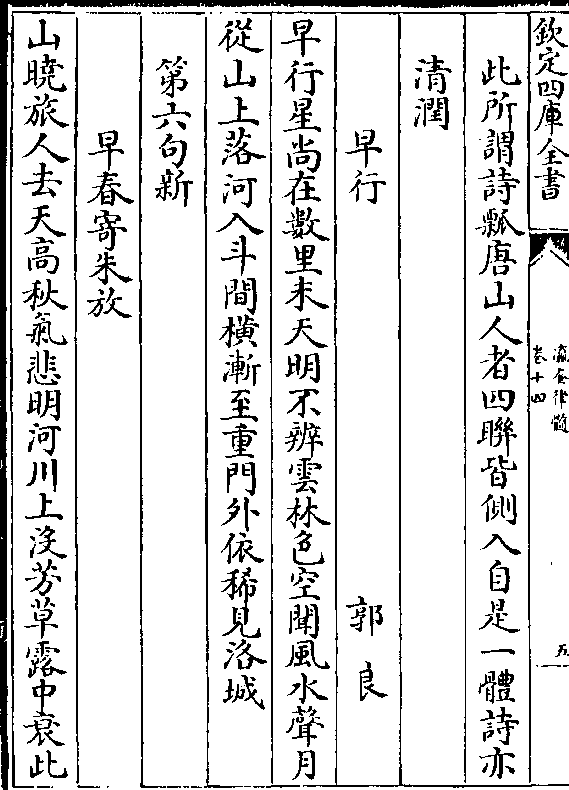 欽定四庫全書
瀛奎律髓
卷十四
五
此所謂詩瓢唐山人者四聯皆側入自是一體詩亦
清潤
早行
郭良
早行星尚在數里未天明不辨雲林色空聞風水聲月
從山上落河入斗間橫漸至重門外依稀見洛城
第六句新
早春寄朱放
山曉旅人去天高秋氣悲明河川上沒芳草露中衰此